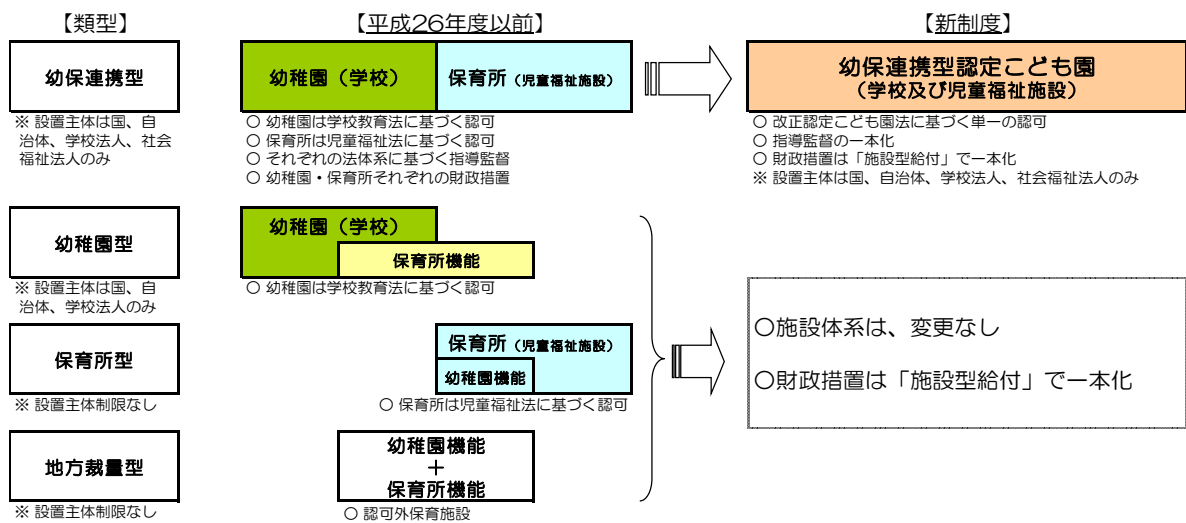 【類型】
【平成26年度以前】
【新制度】
幼保連携型
幼稚園（学校）
保育所（児童福祉施設）
幼保連携型認定こども園
（学校及び児童福祉施設）
※ 設置主体は国、自
治体、学校法人、社会
福祉法人のみ
○ 幼稚園は学校教育法に基づく認可
○ 保育所は児童福祉法に基づく認可
○ それぞれの法体系に基づく指導監督
○ 幼稚園・保育所それぞれの財政措置
○ 改正認定こども園法に基づく単一の認可
○ 指導監督の一本化
○ 財政措置は「施設型給付」で一本化
※ 設置主体は国、自治体、学校法人、社会福祉法人のみ
幼稚園型
幼稚園（学校）
保育所機能
※ 設置主体は国、自
治体、学校法人のみ
○ 幼稚園は学校教育法に基づく認可
保育所型
保育所（児童福祉施設）
幼稚園機能
※ 設置主体制限なし
○ 保育所は児童福祉法に基づく認可
地方裁量型
幼稚園機能
＋
保育所機能
※ 設置主体制限なし
○ 認可外保育施設
○施設体系は、変更なし
○財政措置は「施設型給付」で一本化